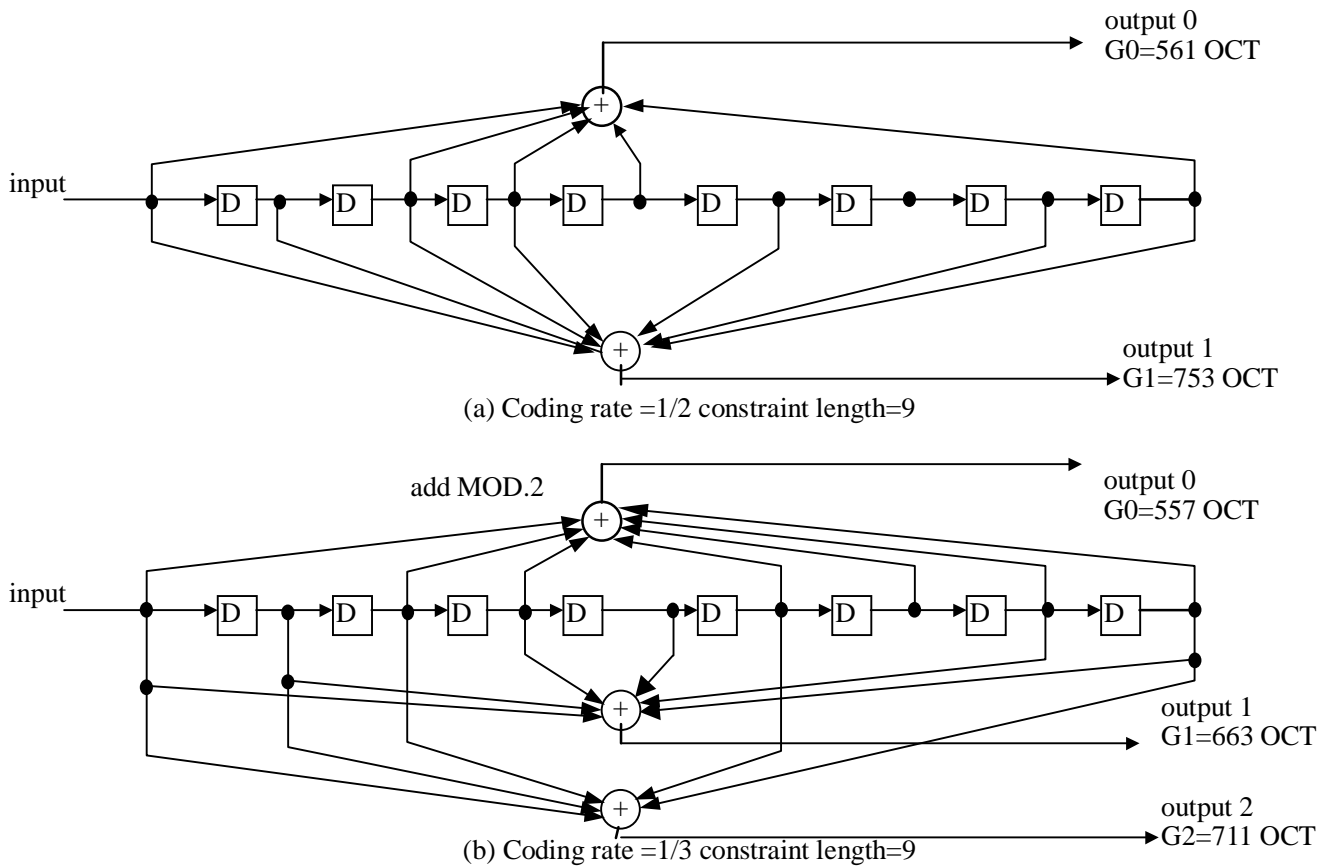 output 0
G0=561 OCT
+
input
D D D D D D D D
+
output 1
G1=753 OCT
(a) Coding rate =1/2 constraint length=9
add MOD.2
output 0
G0=557 OCT
+
input
D D D D D D D D
+
output 1
G1=663 OCT
+
output 2
G2=711 OCT
(b) Coding rate =1/3 constraint length=9